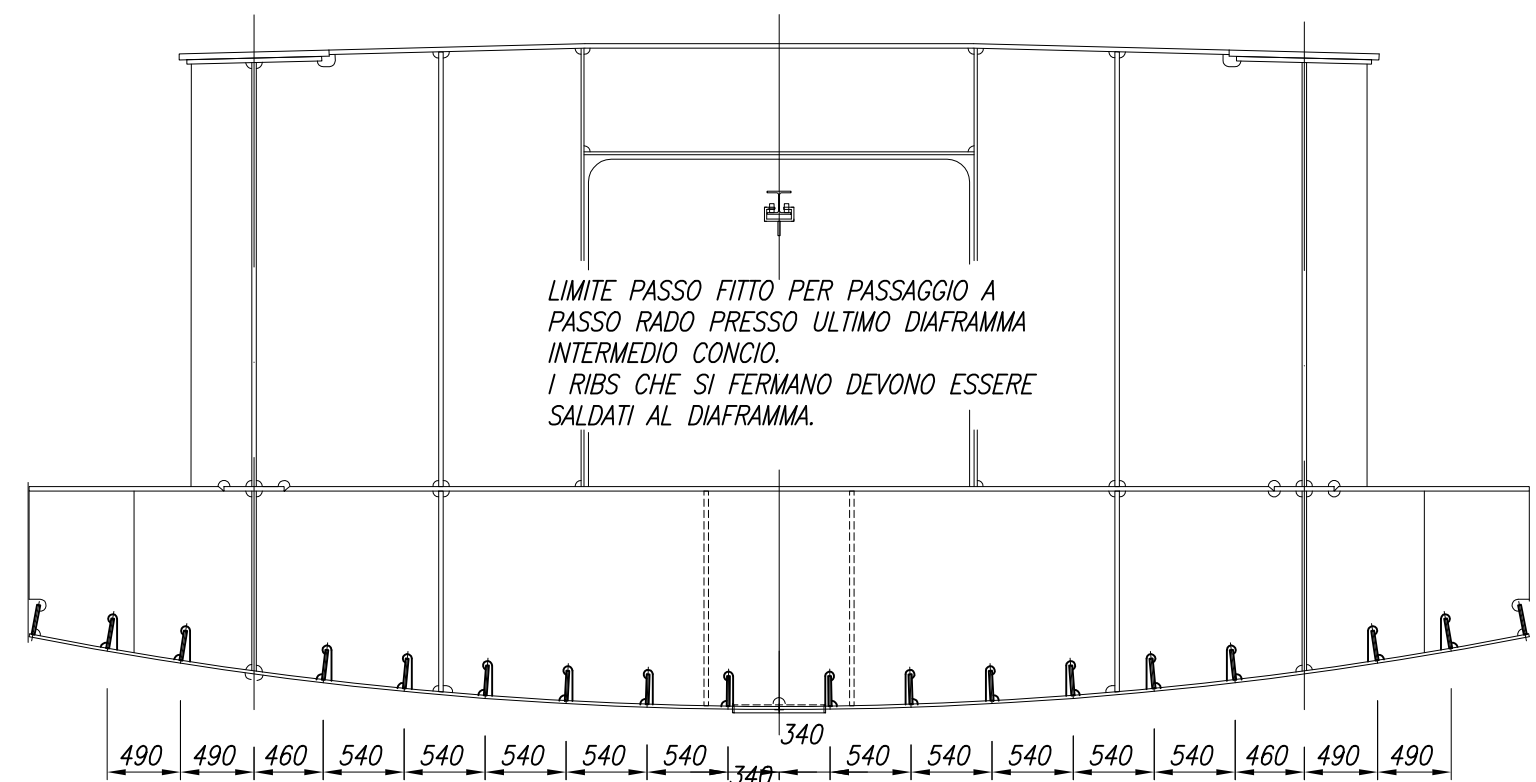 LIMITE PASSO FITTO PER PASSAGGIO A
PASSO RADO PRESSO ULTIMO DIAFRAMMA
INTERMEDIO CONCIO.
I RIBS CHE SI FERMANO DEVONO ESSERE
SALDATI AL DIAFRAMMA.
340
490 490 460 540 540 540 540 540 540 540 540 540 540 460 490 490
340